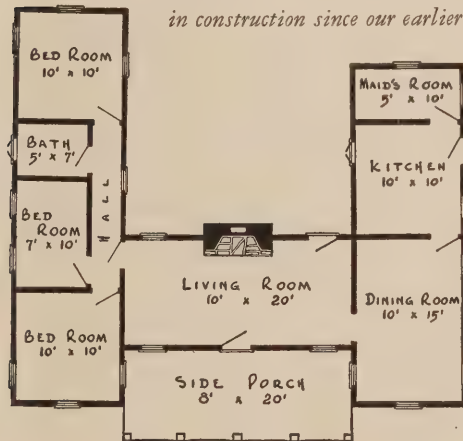 in construction since our earlier
BED ROOM
10' x 10'
BATH
5' x 7'
HALL
BED
ROOM
7' x 10'
BED ROOM
10' x 10'
LIVING ROOM
10' x 20'
SIDE PORCH
8' x 20'
MAID'S ROOM
5' x 10'
KITCHEN
10' x 10'
DINING ROOM
10' x 15'